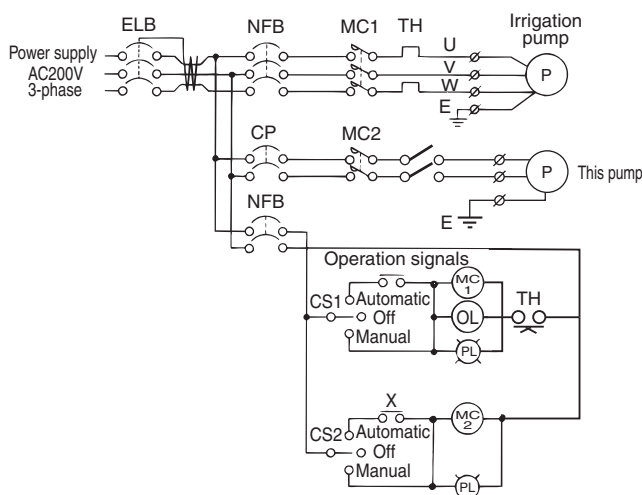 ELB NFB MC1 TH Irrigation pump
Power supply
AC200V
3-phase
U
V
W
E
P
CP MC2
P This pump
NFB
E
Operation signals
CS1
Automatic
Off
Manual
MC 1
OL
PL
TH
X
CS2
Automatic
Off
Manual
MC 2
PL